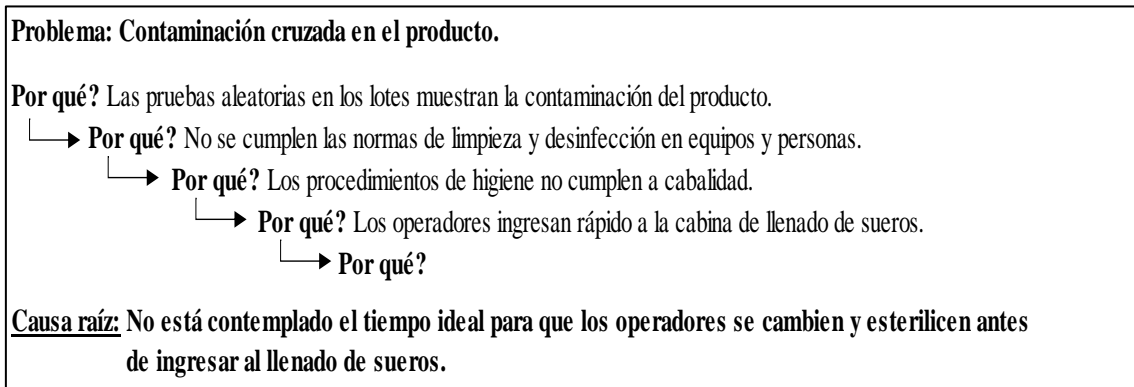 Problema: Contaminación cruzada en el producto.
Por qué? Las pruebas aleatorias en los lotes muestran la contaminación del producto.
Por qué? No se cumplen las normas de limpieza y desinfección en equipos y personas.
Por qué? Los procedimientos de higiene no cumplen a cabalidad.
Por qué? Los operadores ingresan rápido a la cabina de llenado de sueros.
Por qué?
Causa raíz: No está contemplado el tiempo ideal para que los operadores se cambien y esterilicen antes
de ingresar al llenado de sueros.